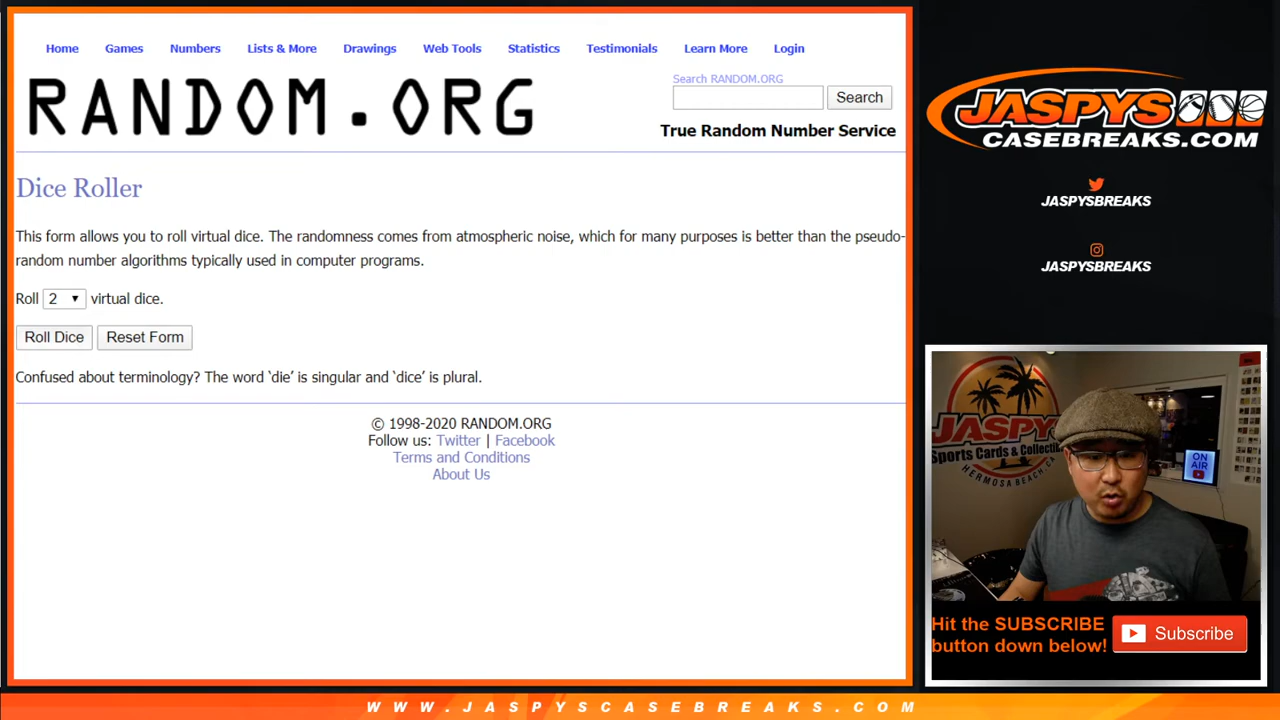 Home Games Numbers Lists & More Drawings Web Tools Statistics Testimonials Learn More Login
RANDOM.ORG
Search RANDOM.ORG
Search
True Random Number Service
Dice Roller
This form allows you to roll virtual dice. The randomness comes from atmospheric noise, which for many purposes is better than the pseudo-
random number algorithms typically used in computer programs.
Roll 2 virtual dice.
Roll Dice Reset Form
Confused about terminology? The word ‘die’ is singular and ‘dice’ is plural.
© 1998-2020 RANDOM.ORG
Follow us: Twitter | Facebook
Terms and Conditions
About Us
JASPYS
CASEBREAKS.COM
JASPYSBREAKS
JASPYSBREAKS
JASPYS
Sports Cards & Collectib
HERMOSA BEACH, CA
ON
AIR
Hit the SUBSCRIBE
button down below!
Subscribe
WWW.JASPYSCASEBREAKS.COM